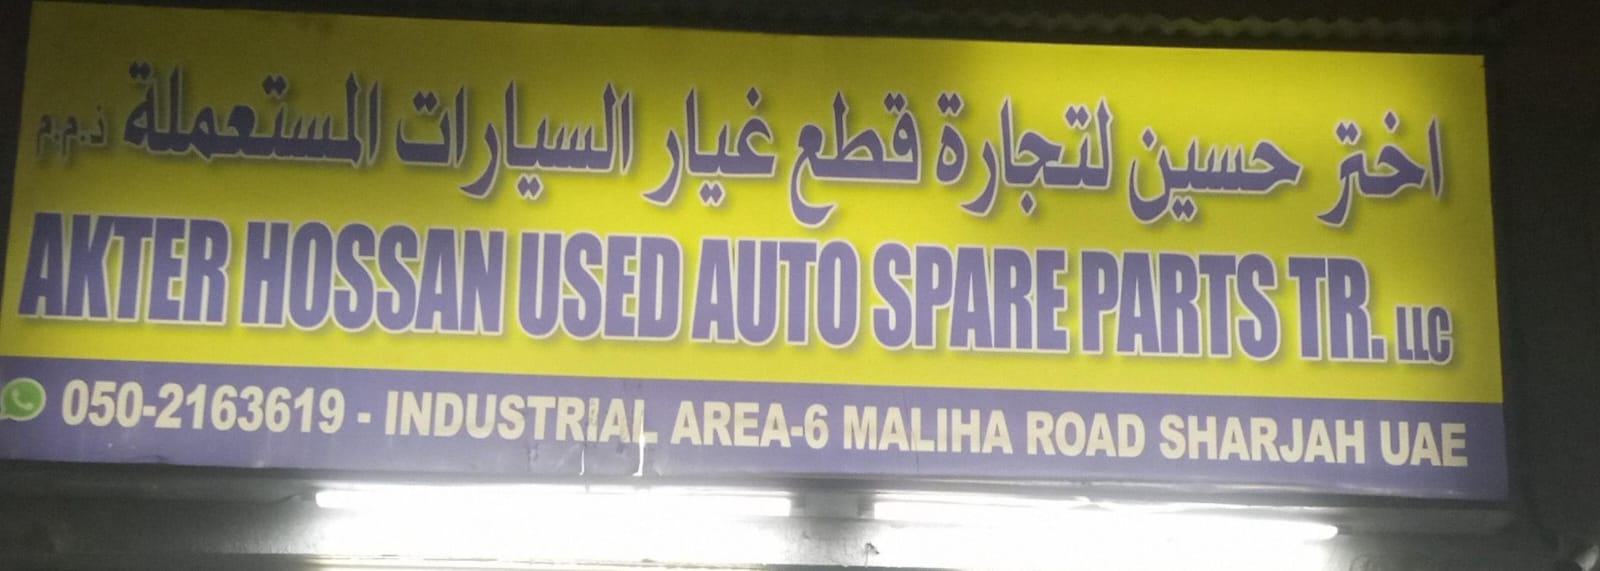 اختر حسين لتجارة قطع غيار السيارات المستعملة ذ.م.م
AKTER HOSSAN USED AUTO SPARE PARTS TR. LLC
050-2163619 - INDUSTRIAL AREA-6 MALIHA ROAD SHARJAH UAE